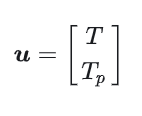 u = [ T
T_p ]